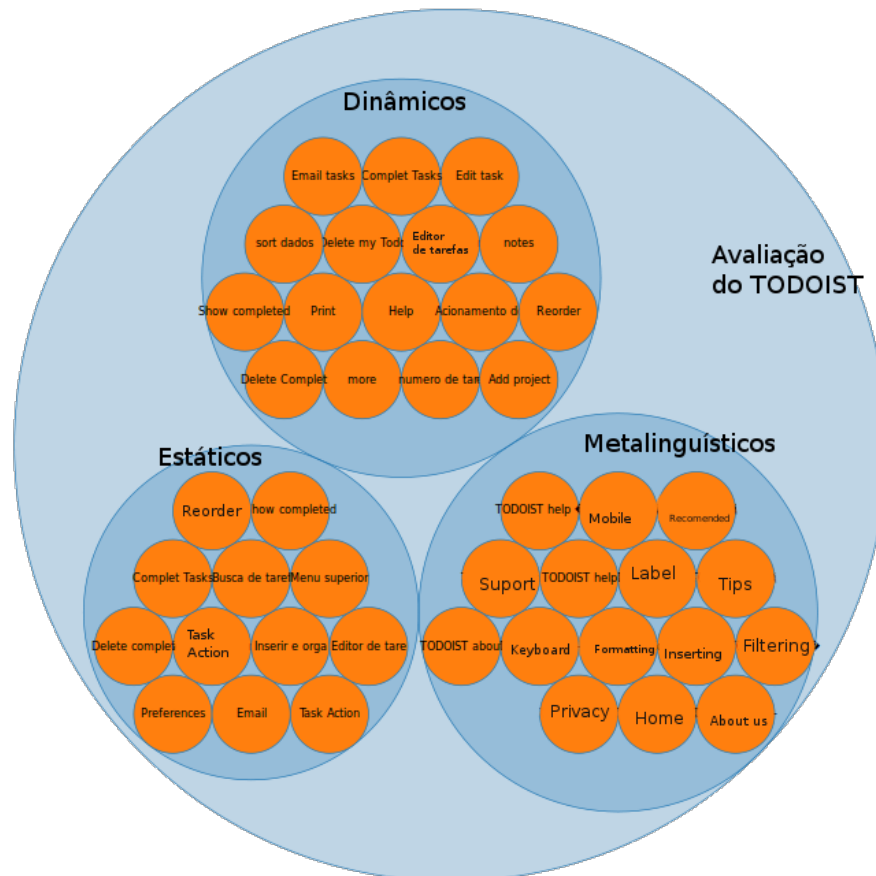 Dinâmicos
Email tasks
Complet Tasks
Edit task
sort dados
Delete my Todo
Editor
de tarefas
notes
Show completed
Print
Help
Acionamento d
Reorder
Delete Complet
more
numero de tar
Add project
Avaliação
do TODOIST
Estáticos
Reorder
how completed
Complet Tasks
Busca de taref
Menu superior
Delete complet
Task
Action
Inserir e orga
Editor de tare
Preferences
Email
Task Action
Metalinguísticos
TODOIST help
Mobile
Recomended
Suport
TODOIST help
Label
Tips
TODOIST about
Keyboard
Formatting
Inserting
Filtering
Privacy
Home
About us